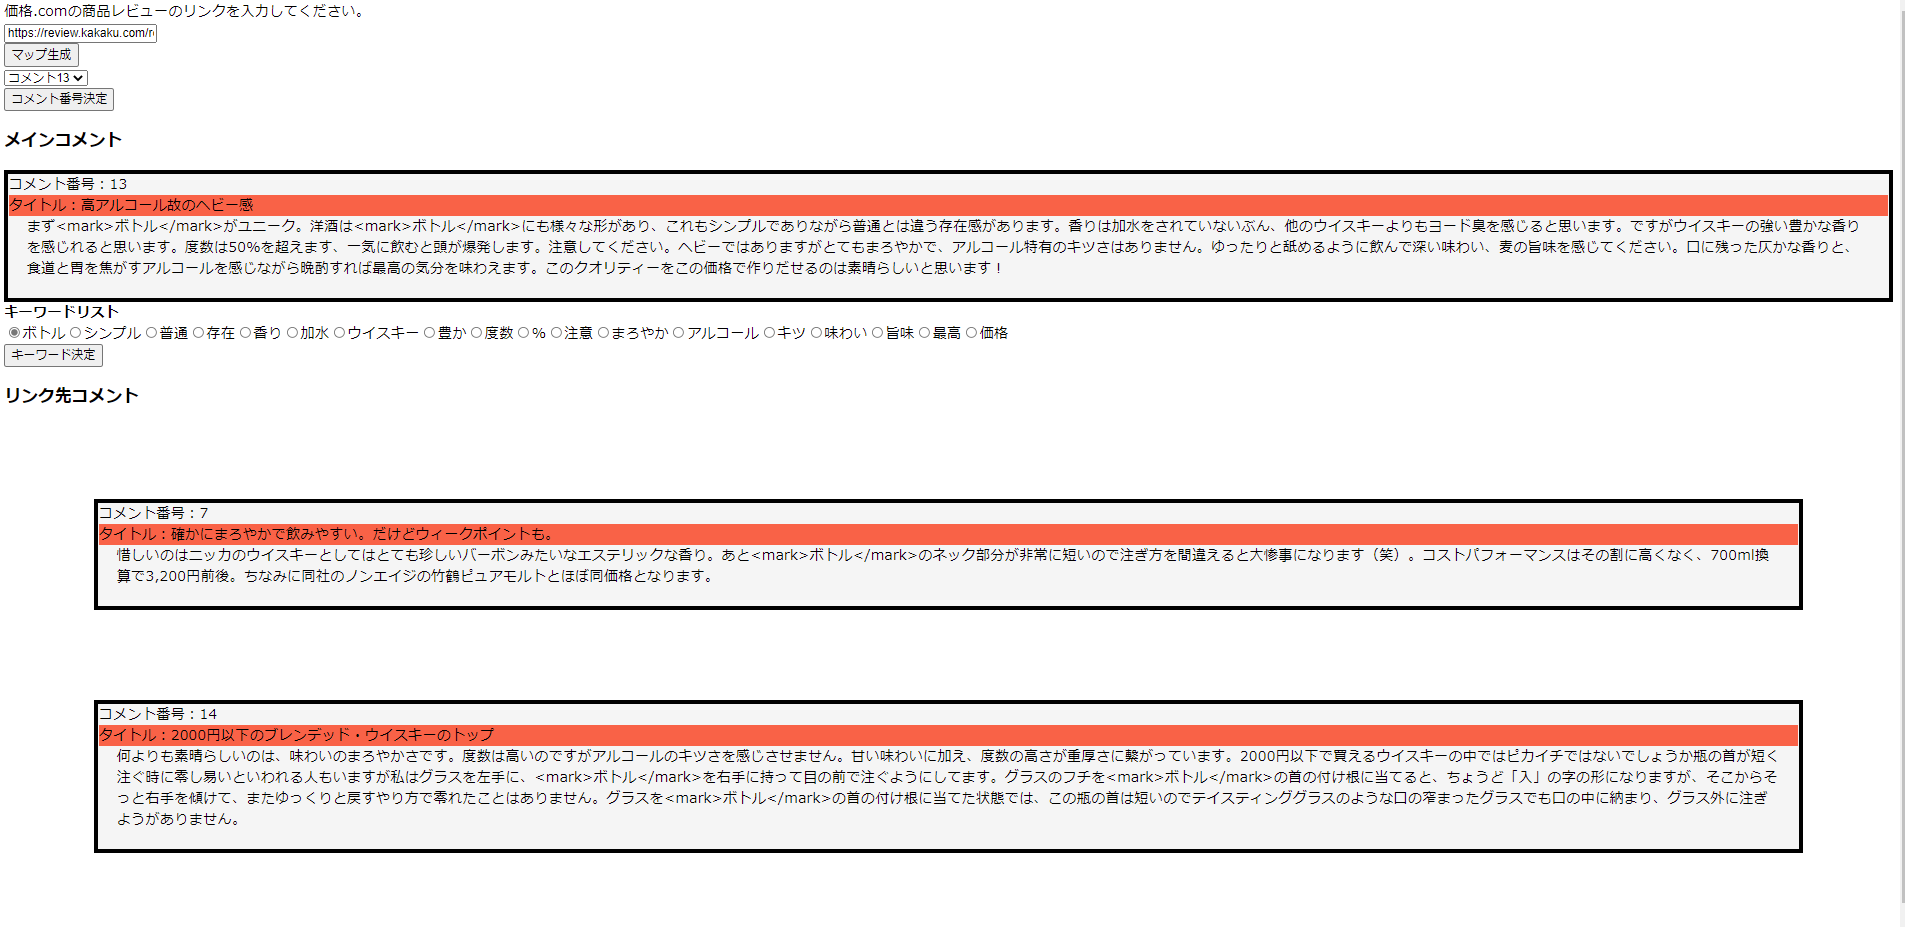 価格.comの商品レビューのリンクを入力してください。
https://review.kakaku.com/r
マップ生成
コメント13
コメント番号決定
メインコメント
コメント番号：13
タイトル：高アルコール故のヘビー感
まず<mark>ボトル</mark>がユニーク。洋酒は<mark>ボトル</mark>にも様々な形があり、これもシンプルでありながら普通とは違う存在感があります。香りは加水をされていないぶん、他のウイスキーよりもヨード臭を感じると思います。ですがウイスキーの強い豊かな香り
を感じれると思います。度数は50%を超えます、一気に飲むと頭が爆発します。注意してください。ヘビーではありますがとてもまろやかで、アルコール特有のキツさはありません。ゆったりと舐めるように飲んで深い味わい、麦の旨味を感じてください。口に残った仄かな香りと、
食道と胃を焦がすアルコールを感じながら晩酌すれば最高の気分を味わえます。このクオリティーをこの価格で作りだせるのは素晴らしいと思います！
キーワードリスト
ボトル シンプル 普通 存在 香り 加水 ウイスキー 豊か 度数 % 注意 まろやか アルコール キツ 味わい 旨味 最高 価格
キーワード決定
リンク先コメント
コメント番号：7
タイトル：確かにまろやかで飲みやすい。だけどウィークポイントも。
惜しいのはニッカのウイスキーとしてはとても珍しいバーボンみたいなエステリックな香り。あと<mark>ボトル</mark>のネック部分が非常に短いので注ぎ方を間違えると大惨事になります（笑）。コストパフォーマンスはその割に高くなく、700ml換
算で3,200円前後。ちなみに同社のノンエイジの竹鶴ピュアモルトとほぼ同価格となります。
コメント番号：14
タイトル：2000円以下のブレンデッド・ウイスキーのトップ
何よりも素晴らしいのは、味わいのまろやかさです。度数は高いのですがアルコールのキツさを感じさせません。甘い味わいに加え、度数の高さが重厚さに繋がっています。2000円以下で買えるウイスキーの中ではピカイチではないでしょうか瓶の首が短く
注ぐ時に零し易いといわれる人もいますが私はグラスを左手に、<mark>ボトル</mark>を右手に持って目の前で注ぐようにしてます。グラスのフチを<mark>ボトル</mark>の首の付け根に当てると、ちょうど「入」の字の形になりますが、そこからそ
っと右手を傾けて、またゆっくりと戻すやり方で零れたことはありません。グラスを<mark>ボトル</mark>の首の付け根に当てた状態では、この瓶の首は短いのでテイスティンググラスのような口の窄まったグラスでも口の中に納まり、グラス外に注ぎ
ようがありません。